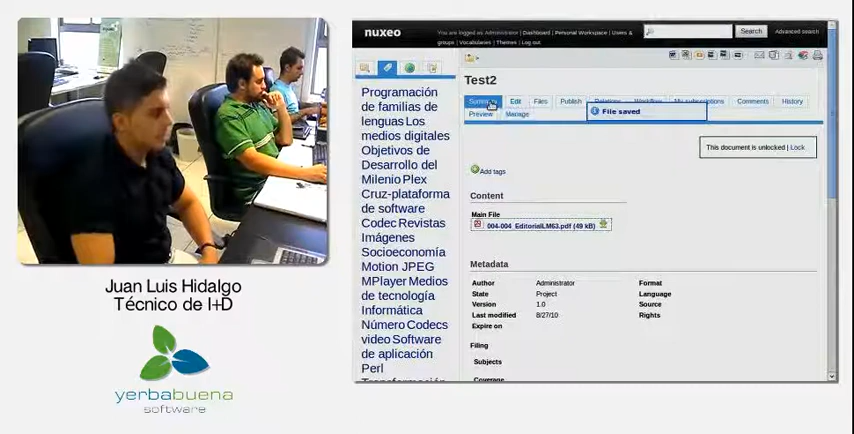 nuxeo
You are logged as Administrator | Dashboard | Personal Workspace | Users &
groups | Vocabularies | Themes | Log out
Search
Advanced search
Test2
Summary
Edit
Files
Publish
Relations
Workflow
My subscriptions
Comments
History
Preview
Manage
File saved
This document is unlocked | Lock
Add tags
Content
Main File
004-004_EditorialLM63.pdf (49 kB)
Metadata
Author Administrator
State Project
Version 1.0
Last modified 8/27/10
Expire on
Format
Language
Source
Rights
Filing
Subjects
Coverage
Programación
de familias de
lenguas Los
medios digitales
Objetivos de
Desarrollo del
Milenio Plex
Cruz-plataforma
de software
Codec Revistas
Imágenes
Socioeconomía
Motion JPEG
MPlayer Medios
de tecnología
Informática
Número Codecs
video Software
de aplicación
Perl
Juan Luis Hidalgo
Técnico de I+D
yerbabuena
software